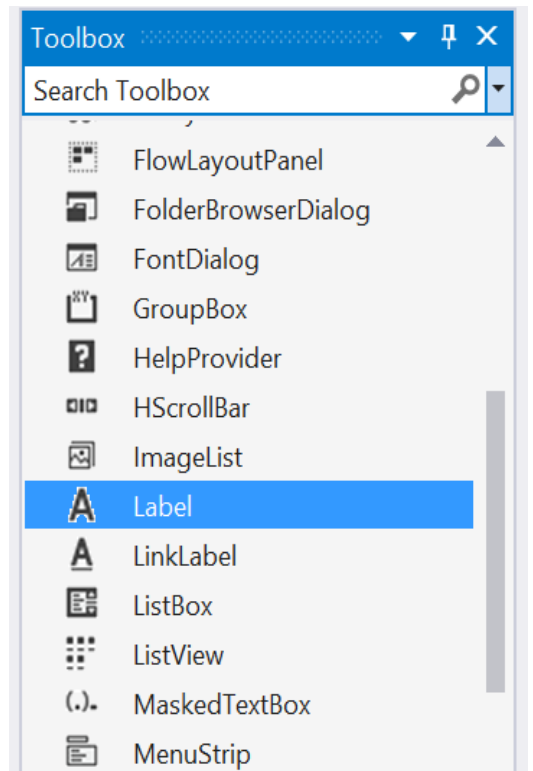 Toolbox
Search Toolbox
FlowLayoutPanel
FolderBrowserDialog
FontDialog
GroupBox
HelpProvider
HScrollBar
ImageList
Label
LinkLabel
ListBox
ListView
MaskedTextBox
MenuStrip